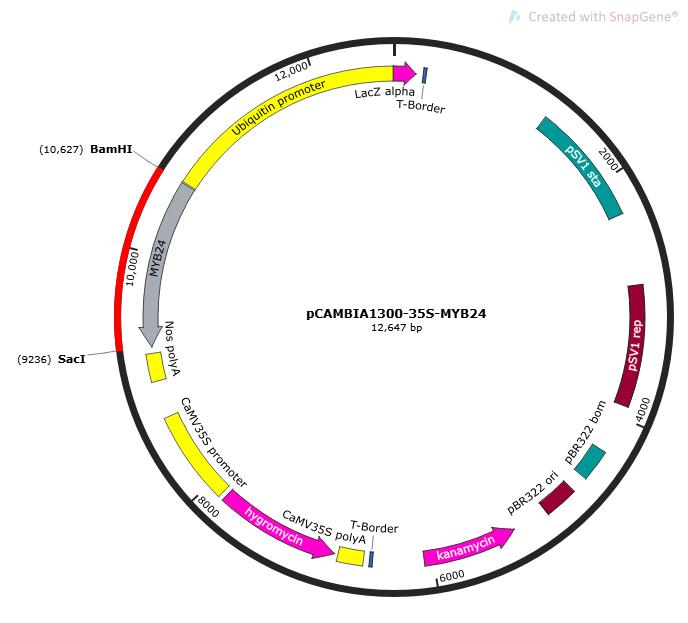 Created with SnapGene®
12,000
Ubiquitin promoter
LacZ alpha
T-Border
pSV1 sta
2000
(10,627) BamHI
MYB24
10,000
pCAMBIA1300-35S-MYB24
12,647 bp
Nos polyA
(9236) SacI
pSV1 rep
4000
CaMV35S promoter
pBR322 bom
pBR322 ori
8000
hygromycin
CaMV35S polyA
T-Border
kanamycin
6000